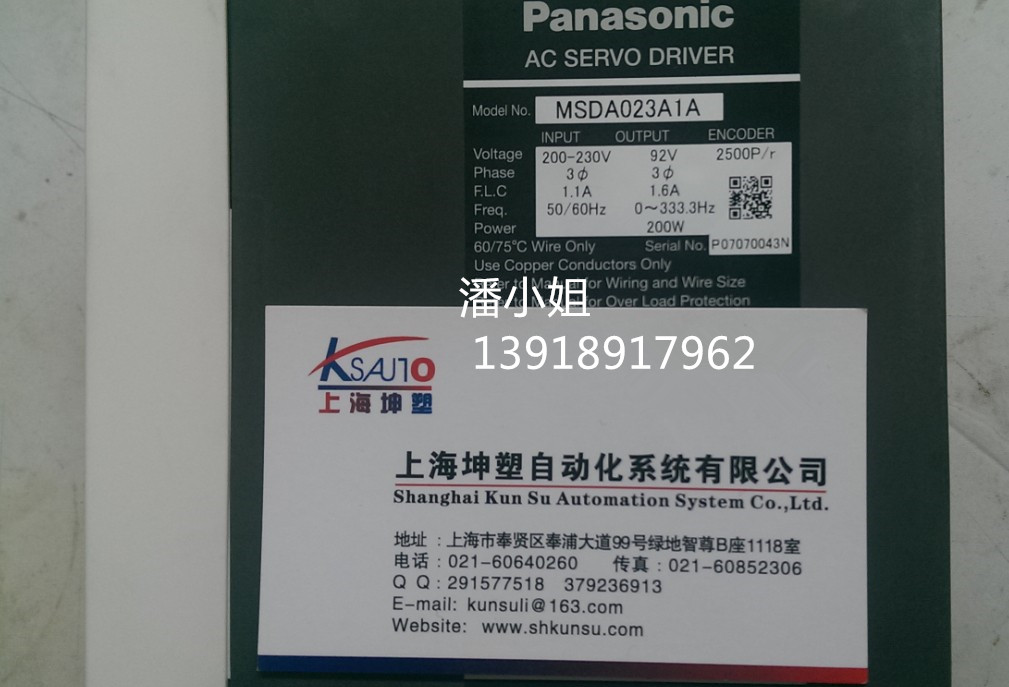 Panasonic
AC SERVO DRIVER
Model No. MSDA023A1A
INPUT OUTPUT ENCODER
Voltage 200-230V 92V 2500P/r
Phase 3ϕ 3ϕ
F.L.C 1.1A 1.6A
Freq. 50/60Hz 0～333.3Hz
Power 200W
60/75℃ Wire Only Serial No. P07070043N
Use Copper Conductors Only
for Wiring and Wire Size
for Over Load Protection
潘小姐
13918917962
KSAUTO
上海坤塑
上海坤塑自动化系统有限公司
Shanghai Kun Su Automation System Co.,Ltd.
地址：上海市奉贤区奉浦大道99号绿地智尊B座1118室
电话：021-60640260 传真：021-60852306
Q Q：291577518 379236913
E-mail: kunsuli@163.com
Website: www.shkunsu.com